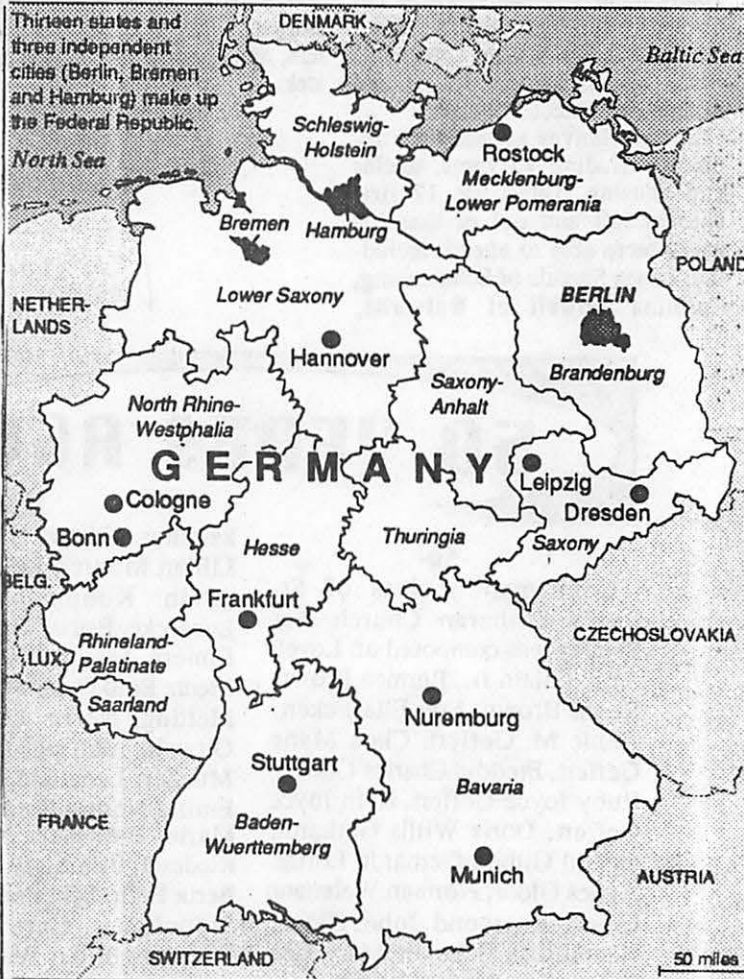 Thirteen states and
three independent
cities (Berlin, Bremen
and Hamburg) make up
the Federal Republic.
DENMARK
Baltic Sea
North Sea
Schleswig-
Holstein
Rostock
Mecklenburg-
Lower Pomerania
Bremen
Hamburg
POLAND
NETHER-
LANDS
Lower Saxony
BERLIN
Hannover
Brandenburg
Saxony-
Anhalt
North Rhine-
Westphalia
GERMANY
Leipzig
Cologne
Dresden
Bonn
Hesse
Thuringia
Saxony
BELG.
Frankfurt
CZECHOSLOVAKIA
Rhineland-
Palatinate
LUX
Saarland
Nuremburg
Stuttgart
Bavaria
FRANCE
Baden-
Wuerttemberg
Munich
AUSTRIA
SWITZERLAND
50 miles